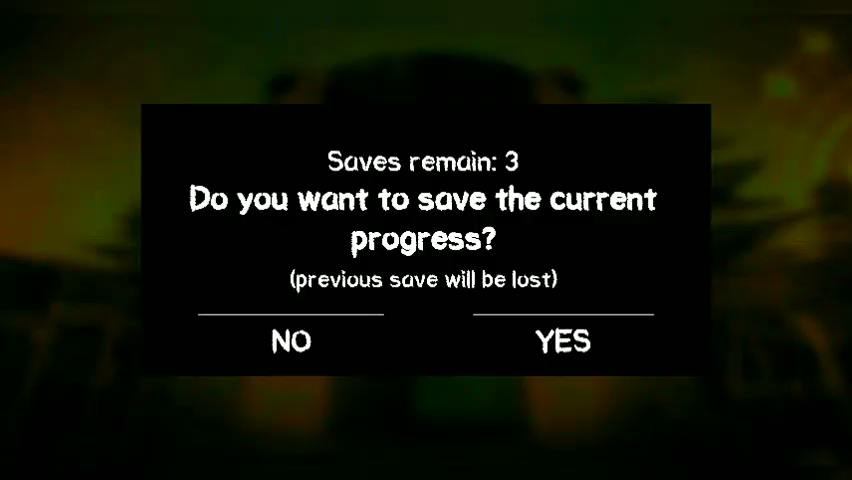 Saves remain: 3
Do you want to save the current
progress?
(previous save will be lost)
NO
YES